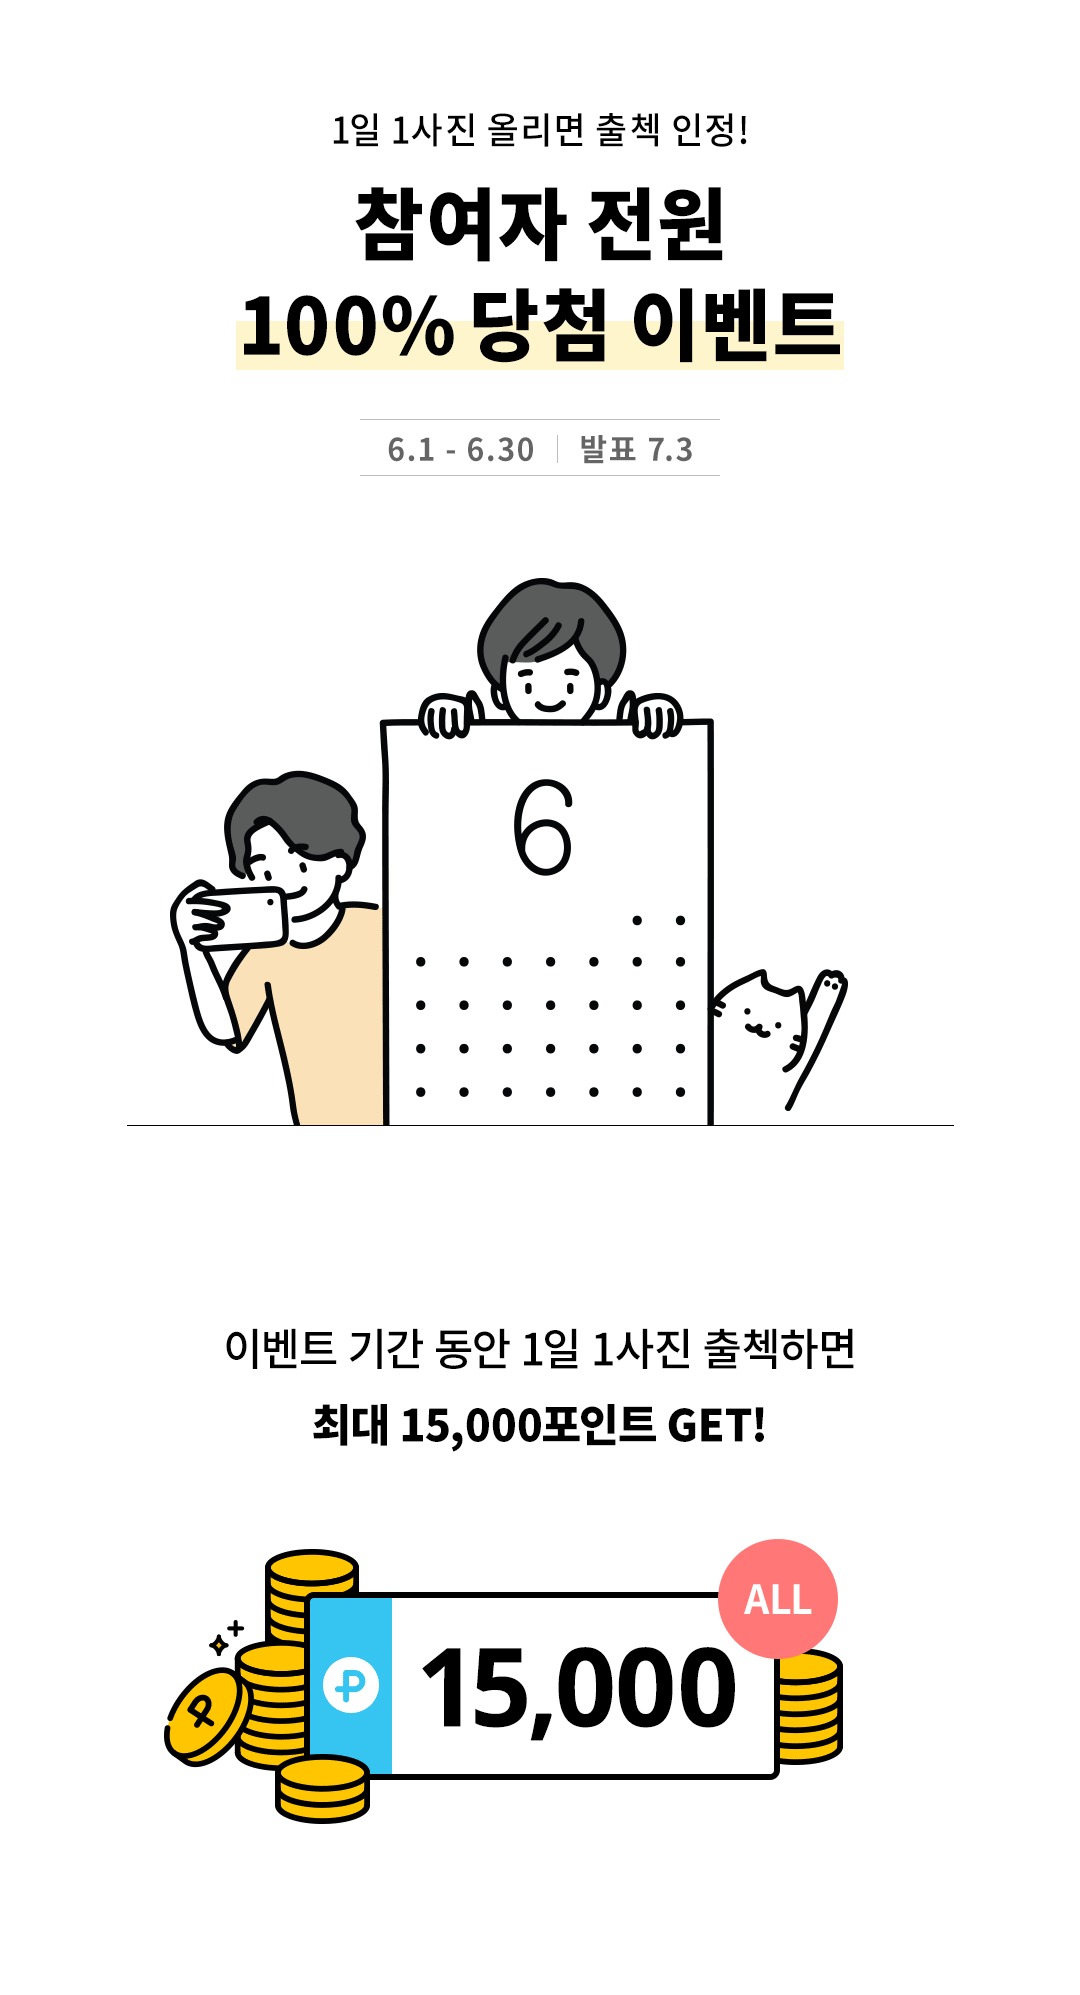 1일 1사진 올리면 출첵 인정!
참여자 전원
100% 당첨 이벤트
6.1 - 6.30 | 발표 7.3
6
이벤트 기간 동안 1일 1사진 출첵하면
최대 15,000포인트 GET!
ALL
P 15,000
P